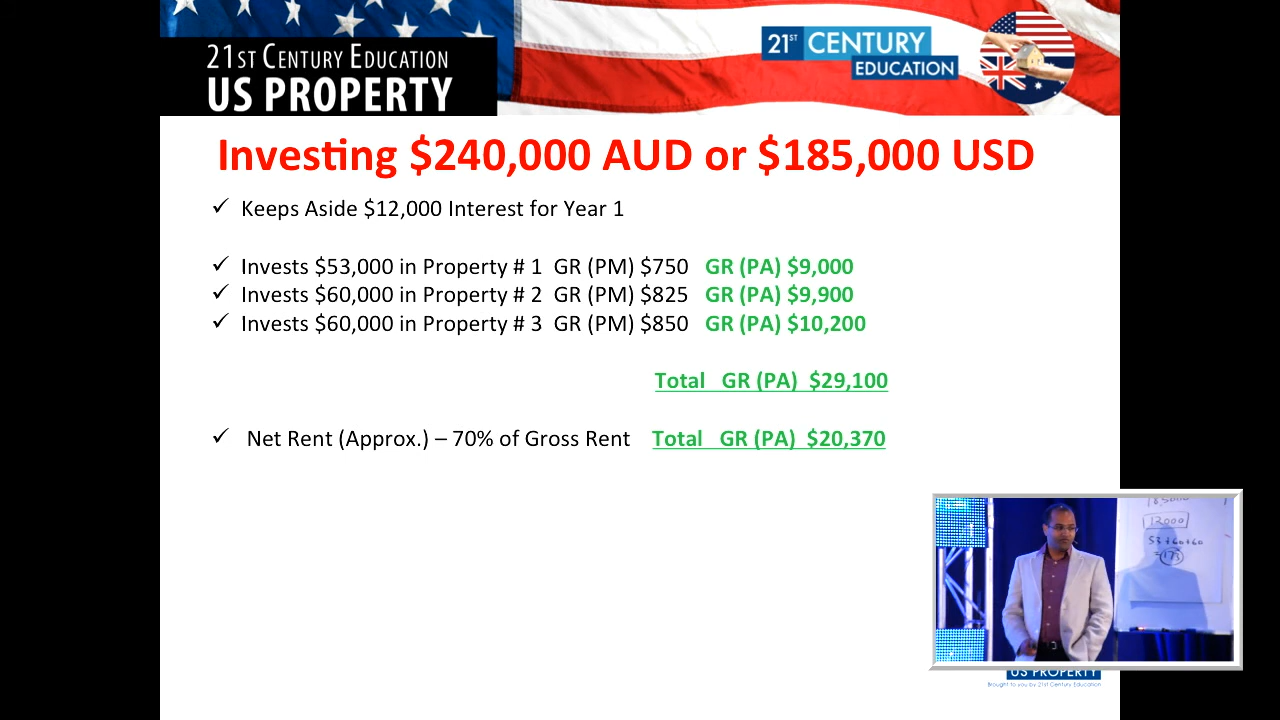 21ST CENTURY EDUCATION
US PROPERTY
21ST CENTURY
EDUCATION
Investing $240,000 AUD or $185,000 USD
✓ Keeps Aside $12,000 Interest for Year 1
✓ Invests $53,000 in Property # 1 GR (PM) $750 GR (PA) $9,000
✓ Invests $60,000 in Property # 2 GR (PM) $825 GR (PA) $9,900
✓ Invests $60,000 in Property # 3 GR (PM) $850 GR (PA) $10,200
Total GR (PA) $29,100
✓ Net Rent (Approx.) – 70% of Gross Rent Total GR (PA) $20,370
12000
53+60+60
=173
US PROPERTY
Brought to you by 21st Century Education